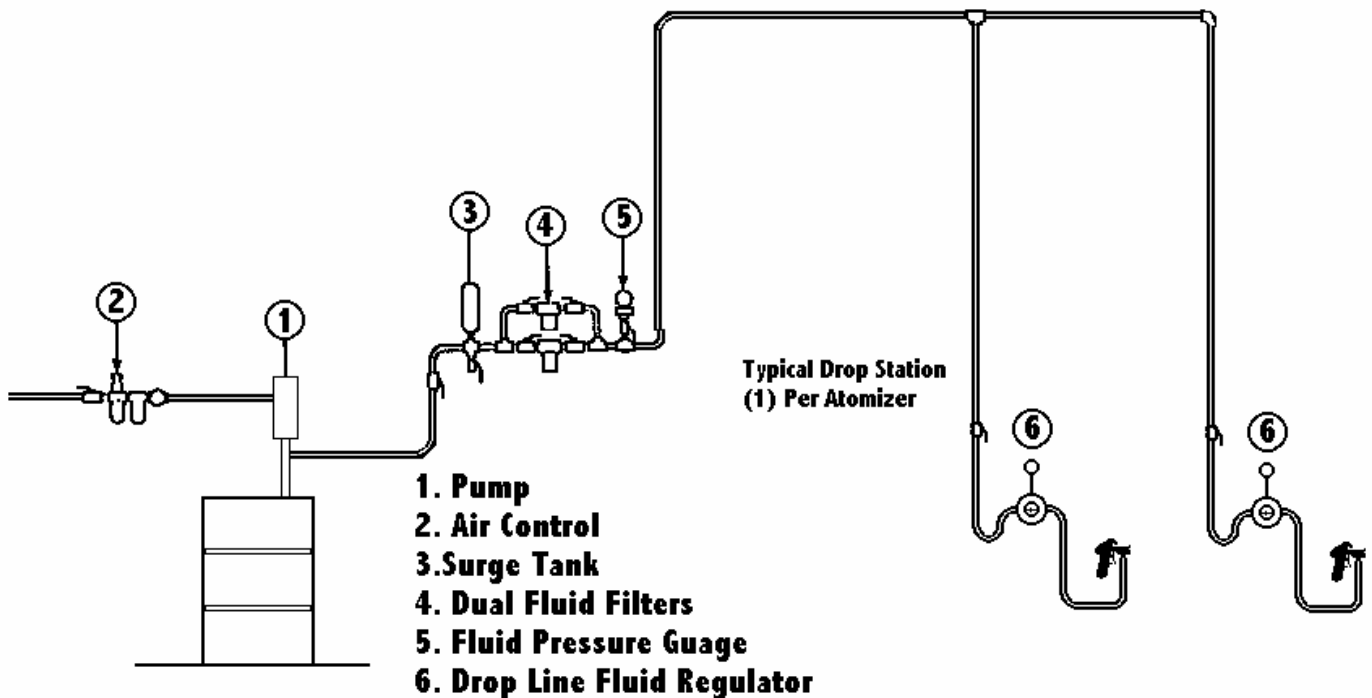 3
4
5
2
1
Typical Drop Station
(1) Per Atomizer
6
6
1. Pump
2. Air Control
3.Surge Tank
4. Dual Fluid Filters
5. Fluid Pressure Guage
6. Drop Line Fluid Regulator